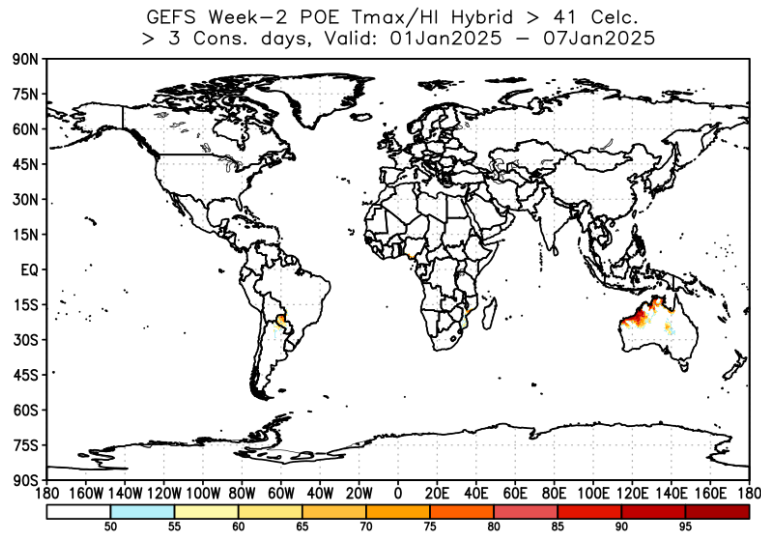 GEFS Week-2 POE Tmax/HI Hybrid > 41 Celc.
> 3 Cons. days, Valid: 01Jan2025 - 07Jan2025
90N
75N
60N
45N
30N
15N
EQ
15S
30S
45S
60S
75S
90S
180 160W 140W 120W 100W 80W 60W 40W 20W 0 20E 40E 60E 80E 100E 120E 140E 160E 180
50 55 60 65 70 75 80 85 90 95